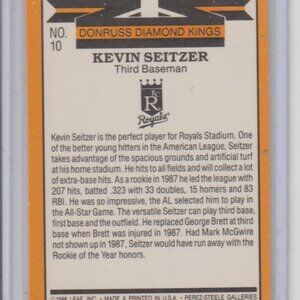 NO.
10
DONRUSS DIAMOND KINGS
KEVIN SEITZER
Third Baseman
KC
R
Royals
Kevin Seitzer is the perfect player for Royals Stadium. One
of the better young hitters in the American League, Seitzer
takes advantage of the spacious grounds and artificial turf
at his home stadium. He hits to all fields and will collect a lot
of extra-base hits. As a rookie in 1987 he led the league with
207 hits, batted .323 with 33 doubles, 15 homers and 83
RBI. He was so impressive, the AL selected him to play in
the All-Star Game. The versatile Seitzer can play third base,
first base and the outfield. He replaced George Brett at third
base when Brett was injured in 1987. Had Mark McGwire
not shown up in 1987, Seitzer would have run away with the
Rookie of the Year honors.
©1988 LEAF, INC. • MADE & PRINTED IN U.S.A. • PEREZ-STEELE GALLERIES